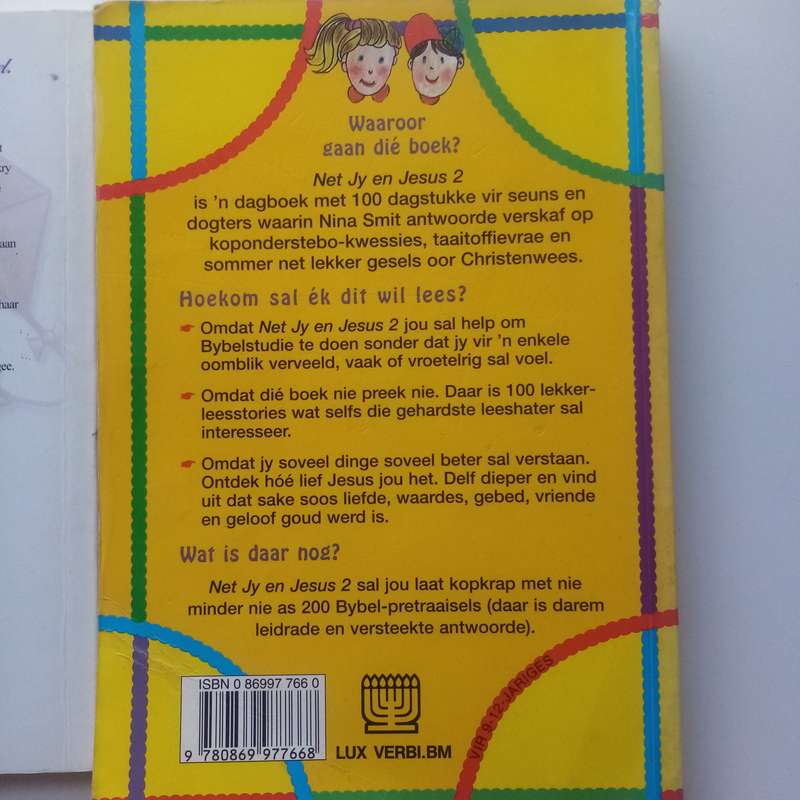 d.
kry
aan
haar
gee.
Waaroor
gaan dié boek?
Net Jy en Jesus 2
is 'n dagboek met 100 dagstukke vir seuns en
dogters waarin Nina Smit antwoorde verskaf op
koponderstebo-kwessies, taaitoffievrae en
sommer net lekker gesels oor Christenwees.
Hoekom sal ék dit wil lees?
Omdat Net Jy en Jesus 2 jou sal help om
Bybelstudie te doen sonder dat jy vir 'n enkele
oomblik verveeld, vaak of vroetelrig sal voel.
Omdat dié boek nie preek nie. Daar is 100 lekker-
leesstories wat selfs die gehardste leeshater sal
interesseer.
Omdat jy soveel dinge soveel beter sal verstaan.
Ontdek hóé lief Jesus jou het. Delf dieper en vind
uit dat sake soos liefde, waardes, gebed, vriende
en geloof goud werd is.
Wat is daar nog?
Net Jy en Jesus 2 sal jou laat kopkrap met nie
minder nie as 200 Bybel-pretraaisels (daar is darem
leidrade en versteekte antwoorde).
ISBN 0 86997 766 0
9 780869 977668
LUX VERBI.BM
VIR 9-12-JARIGES